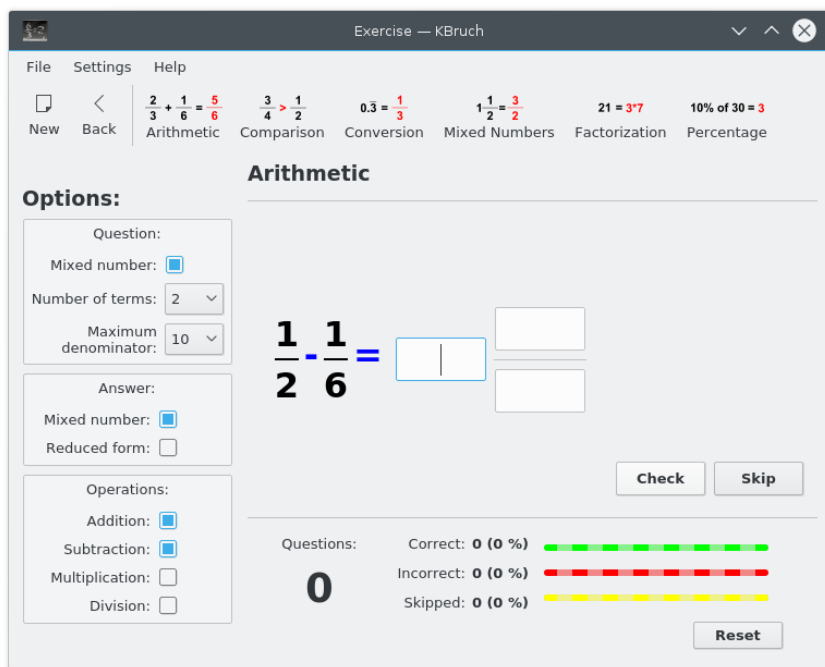 Exercise — KBruch
File Settings Help
New Back
2/3 + 1/6 = 5/6 Arithmetic
3/4 > 1/2 Comparison
0.3̅ = 1/3 Conversion
1 1/2 = 3/2 Mixed Numbers
21 = 3*7 Factorization
10% of 30 = 3 Percentage
Options:
Question:
Mixed number:
Number of terms: 2
Maximum
denominator: 10
Answer:
Mixed number:
Reduced form:
Operations:
Addition:
Subtraction:
Multiplication:
Division:
Arithmetic
1/2 - 1/6 =
Check Skip
Questions:
0
Correct: 0 (0 %)
Incorrect: 0 (0 %)
Skipped: 0 (0 %)
Reset